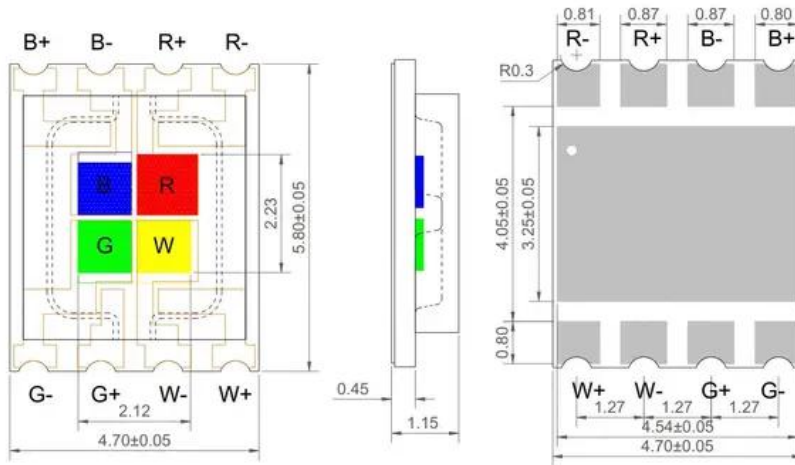 B+ B- R+ R-
B R
G W
2.23
5.80±0.05
G- G+ W- W+
2.12
4.70±0.05
0.45
1.15
0.81 0.87 0.87 0.80
R- R+ B- B+
R0.3
4.05±0.05
3.25±0.05
0.80
W+ W- G+ G-
1.27 1.27 1.27
4.54±0.05
4.70±0.05